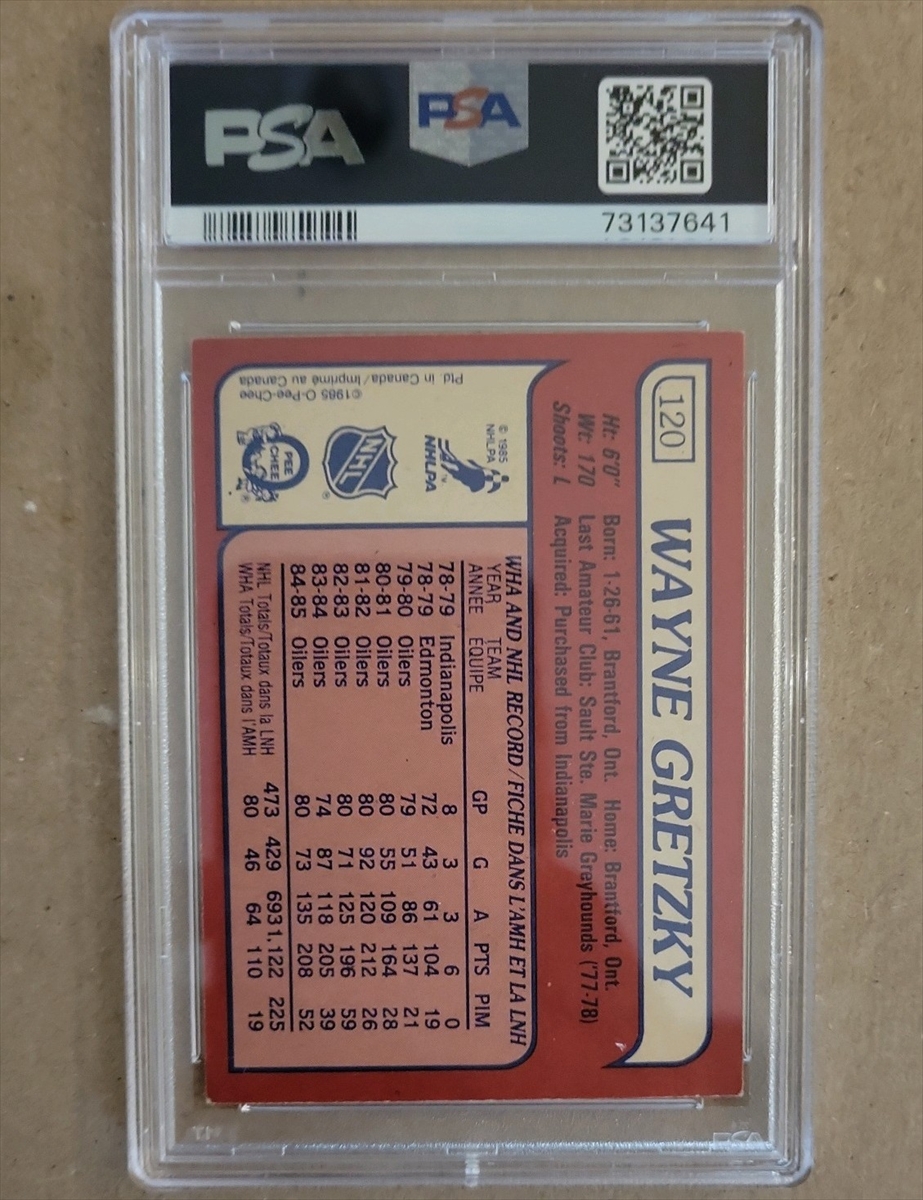 PSA
PSA
73137641
120
WAYNE GRETZKY
Ht: 6'0" Born: 1-26-61, Brantford, Ont. Home: Brantford, Ont.
Wt: 170 Last Amateur Club: Sault Ste. Marie Greyhounds ('77-78)
Shoots: L Acquired: Purchased from Indianapolis
WHA AND NHL RECORD/FICHE DANS L'AMH ET LA LNH
YEAR TEAM
ANNÉE EQUIPE GP G A PTS PIM
78-79 Indianapolis 8 3 3 6 0
78-79 Edmonton 72 43 61 104 19
79-80 Oilers 79 51 86 137 21
80-81 Oilers 80 55 109 164 28
81-82 Oilers 80 92 120 212 26
82-83 Oilers 80 71 125 196 59
83-84 Oilers 74 87 118 205 39
84-85 Oilers 80 73 135 208 52
NHL Totals/Totaux dans la LNH 473 429 693 1.122 225
WHA Totals/Totaux dans l'AMH 80 46 64 110 19
© 1985
NHLPA
NHLPA
TM
NHL
®
O PEE CHEE
®
©1985 O-Pee-Chee
Ptd. in Canada/Imprimé au Canada
TM
PSA